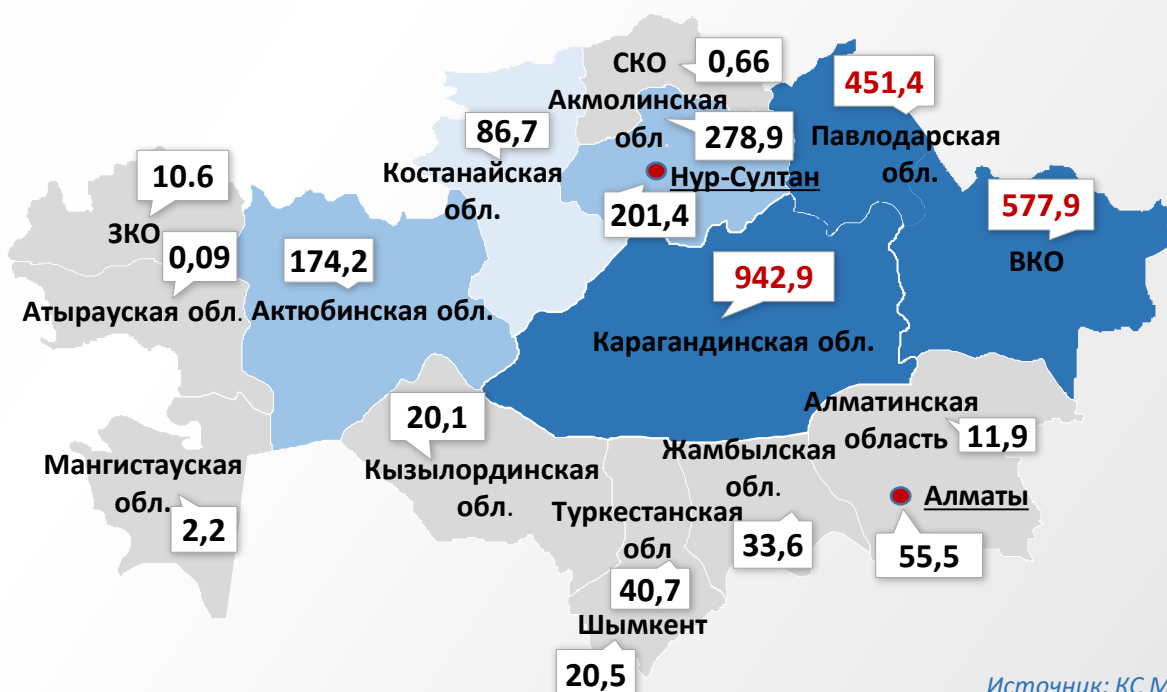 СКО
0,66
Акмолинская
обл.
278,9
451,4
Павлодарская
обл.
86,7
Костанайская
обл.
Нур-Султан
201,4
10.6
ЗКО
0,09
Атырауская обл.
174,2
Актюбинская обл.
577,9
ВКО
942,9
Карагандинская обл.
20,1
Кызылординская
обл.
Алматинская
область
11,9
Жамбылская
обл.
33,6
Мангистауская
обл.
2,2
Туркестанская
обл
40,7
Алматы
55,5
Шымкент
20,5
Источник: КС М